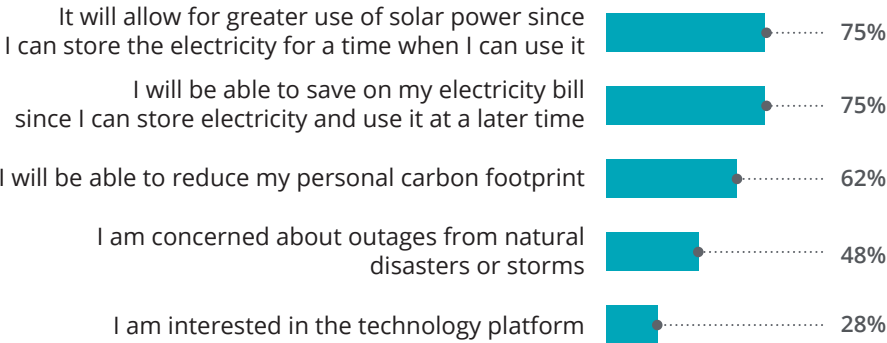 It will allow for greater use of solar power since
I can store the electricity for a time when I can use it
75%
I will be able to save on my electricity bill
since I can store electricity and use it at a later time
75%
I will be able to reduce my personal carbon footprint
62%
I am concerned about outages from natural
disasters or storms
48%
I am interested in the technology platform
28%